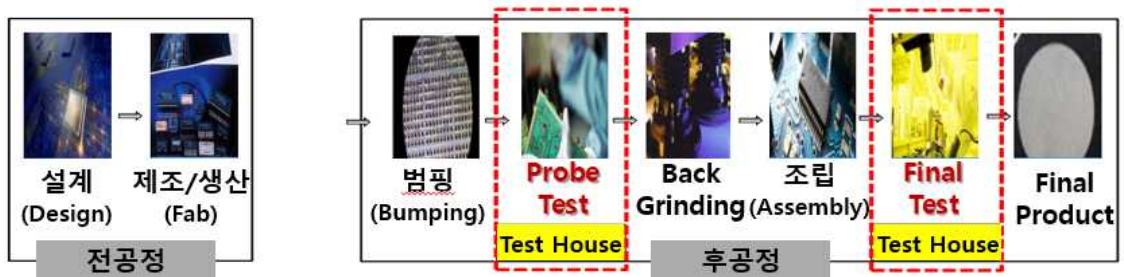 설계
(Design)
제조/생산
(Fab)
전공정
범핑
(Bumping)
Probe
Test
Test House
Back
Grinding
조립
(Assembly)
Final
Test
Test House
Final
Product
후공정